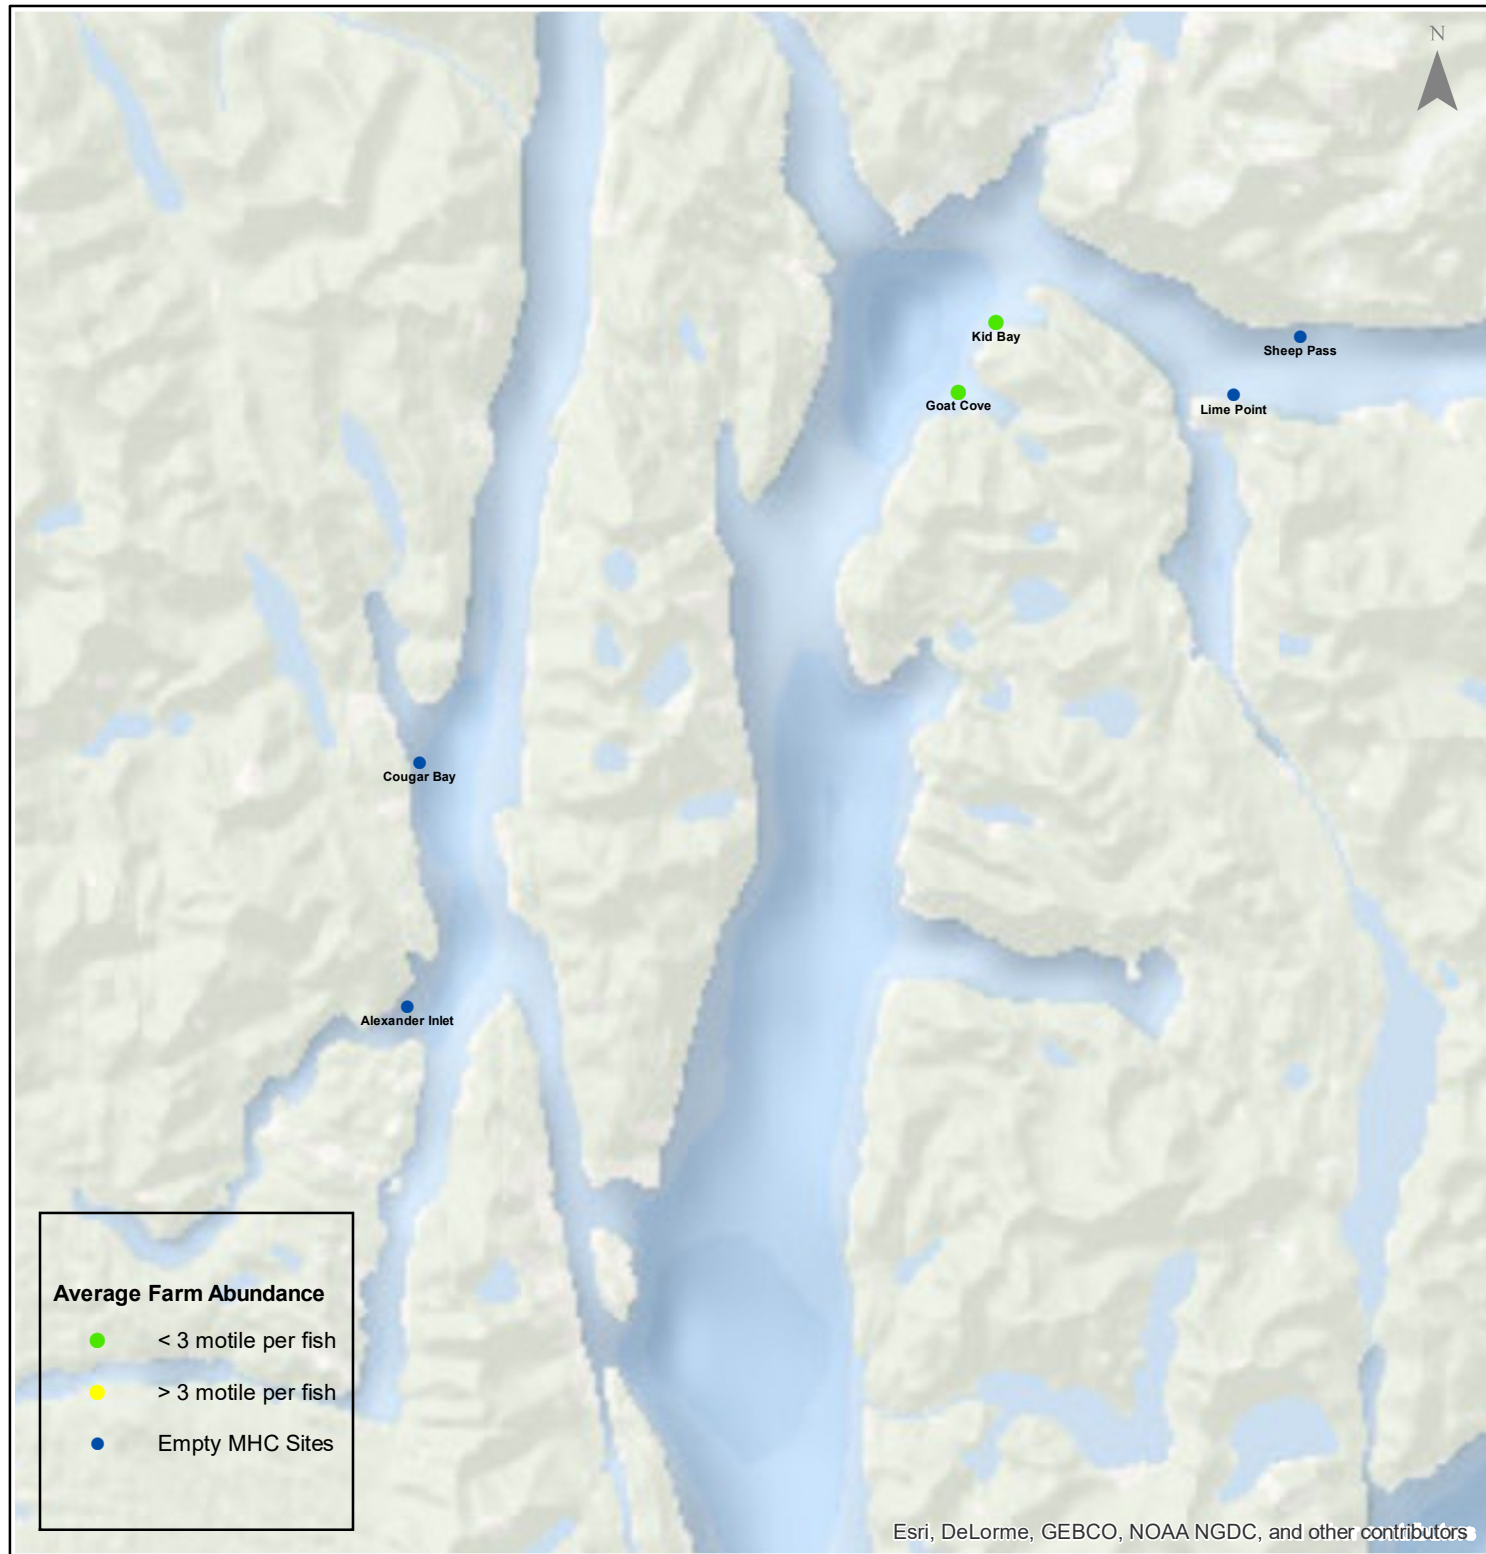 N
Kid Bay
Sheep Pass
Goat Cove
Lime Point
Cougar Bay
Alexander Inlet
Average Farm Abundance
< 3 motile per fish
> 3 motile per fish
Empty MHC Sites
Esri, DeLorme, GEBCO, NOAA NGDC, and other contributors